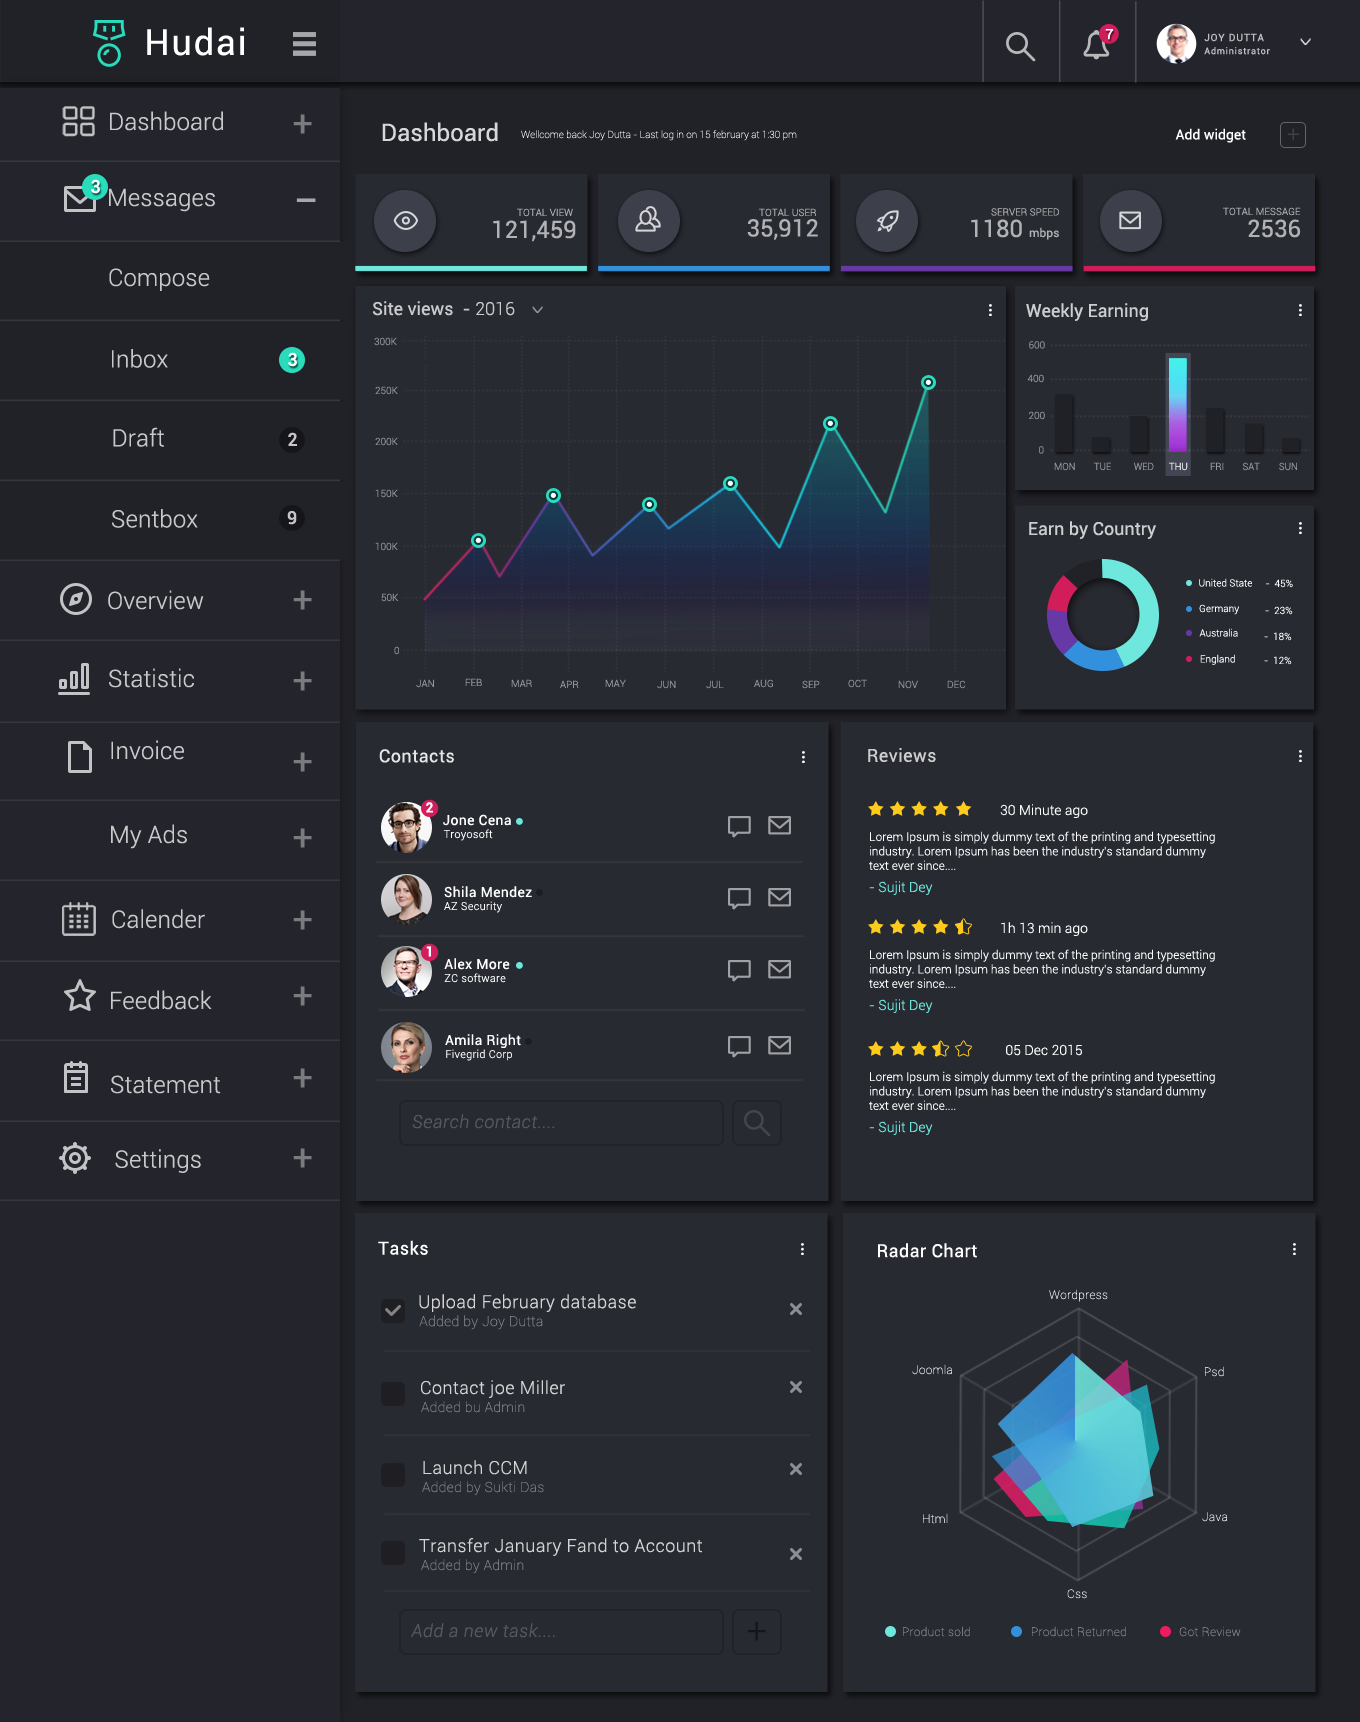 Hudai
7
JOY DUTTA
Administrator
Dashboard
3
Messages
Compose
Inbox
3
Draft
2
Sentbox
9
Overview
Statistic
Invoice
My Ads
Calender
Feedback
Statement
Settings
Dashboard
Wellcome back Joy Dutta - Last log in on 15 february at 1:30 pm
Add widget
TOTAL VIEW
121,459
TOTAL USER
35,912
SERVER SPEED
1180 mbps
TOTAL MESSAGE
2536
Site views - 2016
300K
250K
200K
150K
100K
50K
0
JAN FEB MAR APR MAY JUN JUL AUG SEP OCT NOV DEC
Weekly Earning
600
400
200
0
MON TUE WED THU FRI SAT SUN
Earn by Country
United State - 45%
Germany - 23%
Australia - 18%
England - 12%
Contacts
2
Jone Cena
Troyosoft
Shila Mendez
AZ Security
1
Alex More
ZC software
Amila Right
Fivegrid Corp
Search contact....
Reviews
30 Minute ago
Lorem Ipsum is simply dummy text of the printing and typesetting
industry. Lorem Ipsum has been the industry's standard dummy
text ever since....
- Sujit Dey
1h 13 min ago
Lorem Ipsum is simply dummy text of the printing and typesetting
industry. Lorem Ipsum has been the industry's standard dummy
text ever since....
- Sujit Dey
05 Dec 2015
Lorem Ipsum is simply dummy text of the printing and typesetting
industry. Lorem Ipsum has been the industry's standard dummy
text ever since....
- Sujit Dey
Tasks
Upload February database
Added by Joy Dutta
Contact joe Miller
Added bu Admin
Launch CCM
Added by Sukti Das
Transfer January Fand to Account
Added by Admin
Add a new task....
Radar Chart
Wordpress
Joomla
Psd
Html
Java
Css
Product sold
Product Returned
Got Review